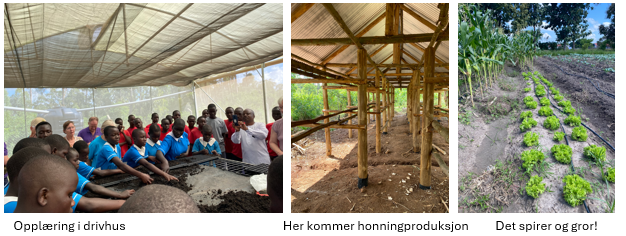 Opplæring i drivhus
Her kommer honningproduksjon
Det spirer og gror!